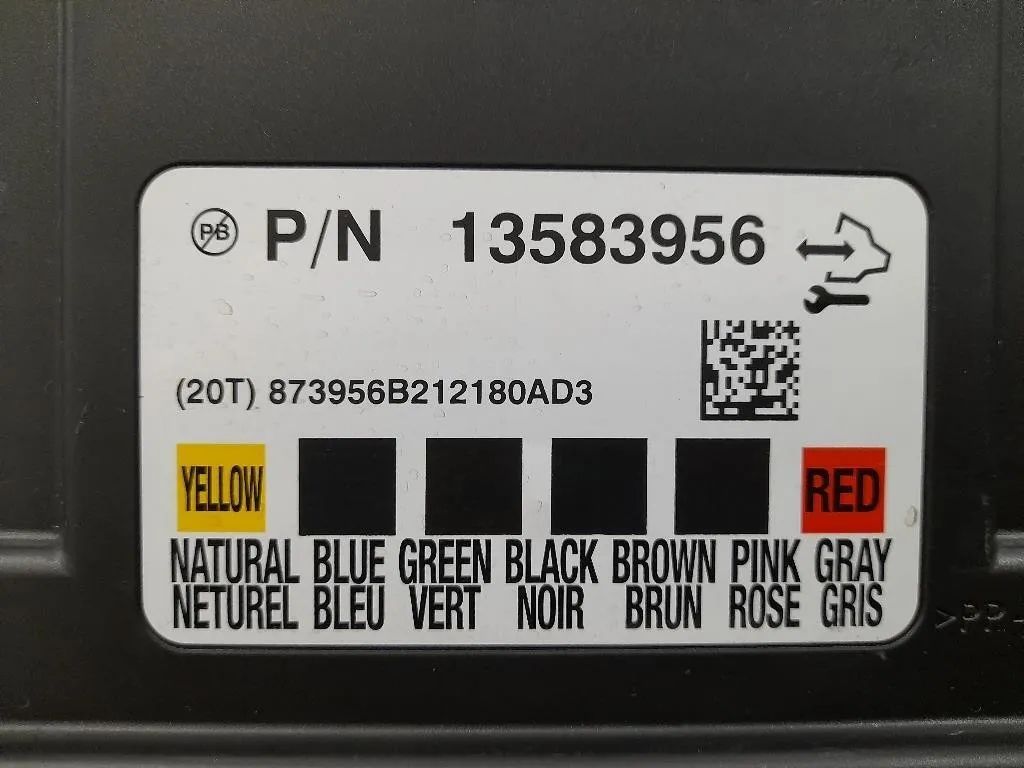 PB P/N 13583956
(20T) 873956B212180AD3
YELLOW RED
NATURAL BLUE GREEN BLACK BROWN PINK GRAY
NETUREL BLEU VERT NOIR BRUN ROSE GRIS
>PP-